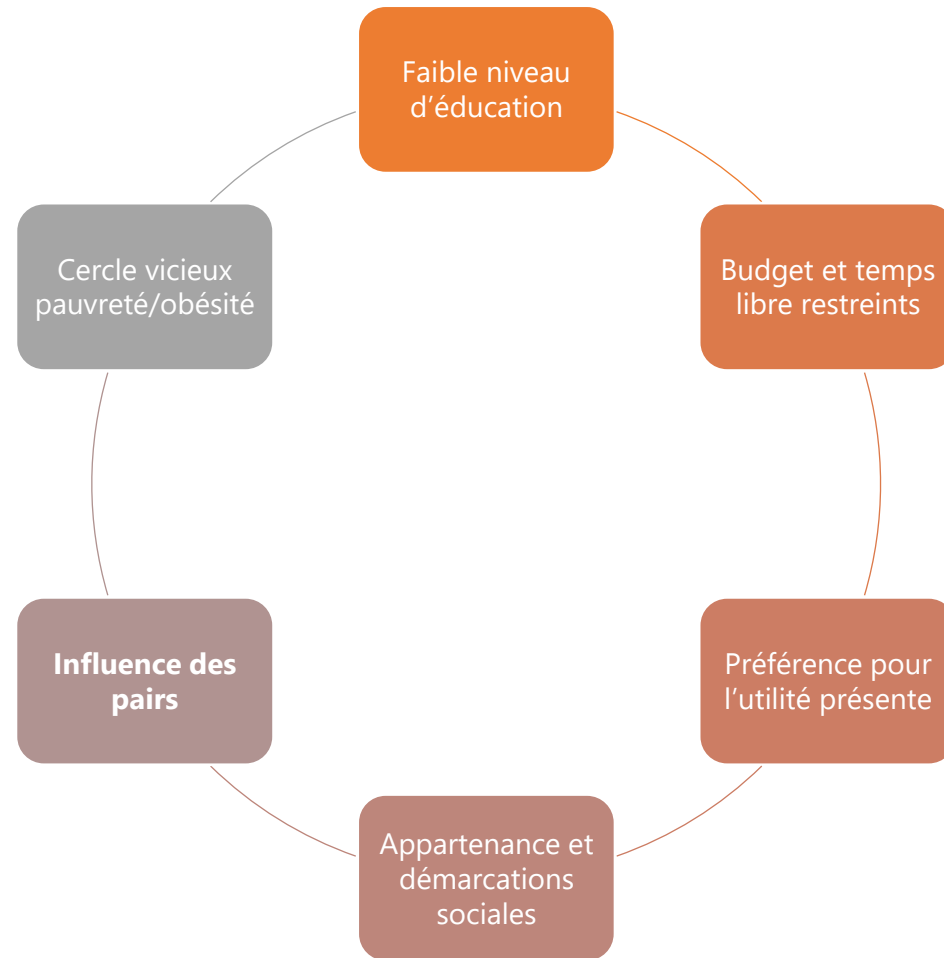 Faible niveau
d’éducation
Budget et temps
libre restreints
Préférence pour
l’utilité présente
Appartenance et
démarcations
sociales
Influence des
pairs
Cercle vicieux
pauvreté/obésité